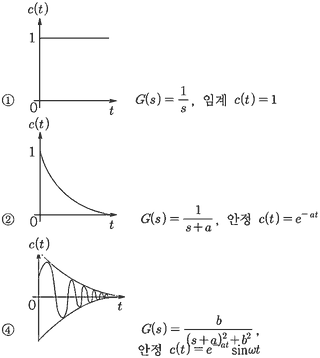 c(t)
1
① 0 t G(s) = 1/s, 임계 c(t) = 1
c(t)
1
② 0 t G(s) = 1/(s+a), 안정 c(t) = e^{-at}
c(t)
0 t
④ G(s) = b/((s+a)^2+b^2),
안정 c(t) = e^{at} sinωt